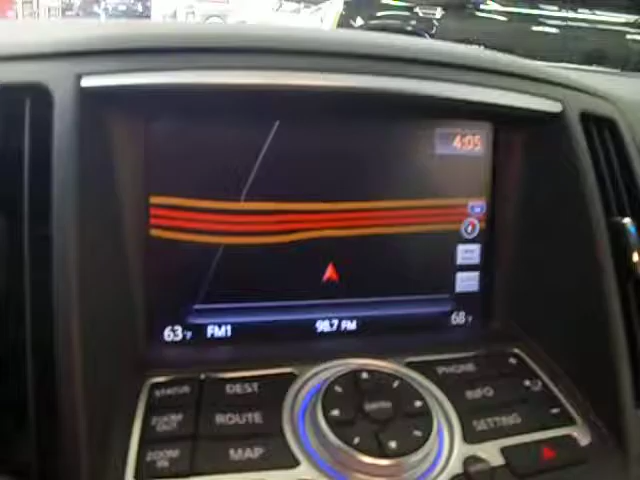 4:05
63°F FM1 98.7 FM 68°F
STATUS DEST PHONE
ZOOM OUT ROUTE INFO
ZOOM IN MAP SETTING
ENTER